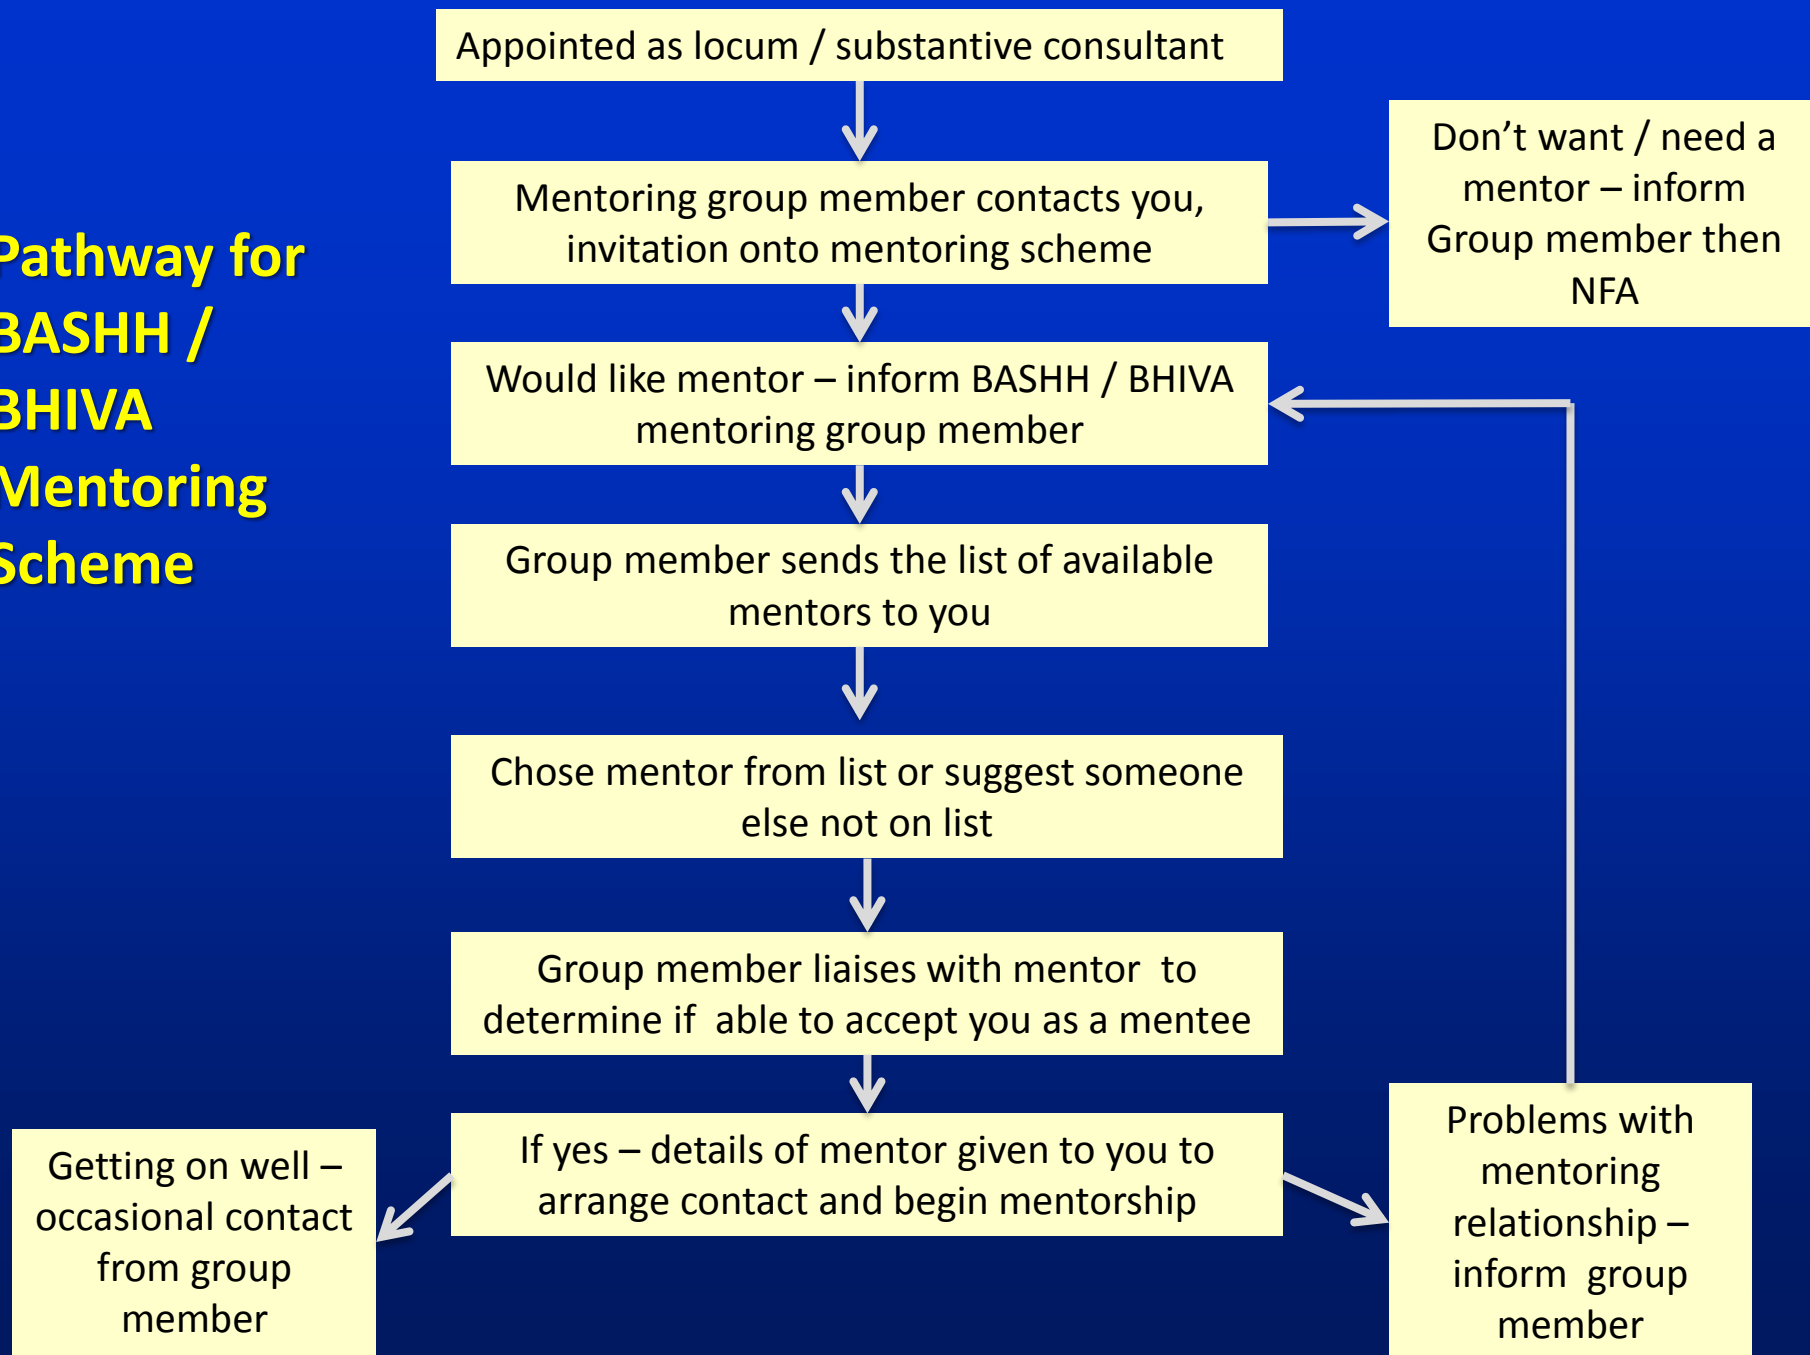 Appointed as locum / substantive consultant
Mentoring group member contacts you,
invitation onto mentoring scheme
Don’t want / need a
mentor – inform
Group member then
NFA
Pathway for
BASHH /
BHIVA
Mentoring
Scheme
Would like mentor – inform BASHH / BHIVA
mentoring group member
Group member sends the list of available
mentors to you
Chose mentor from list or suggest someone
else not on list
Group member liaises with mentor  to
determine if  able to accept you as a mentee
If yes – details of mentor given to you to
arrange contact and begin mentorship
Getting on well –
occasional contact
from group
member
Problems with
mentoring
relationship –
inform  group
member